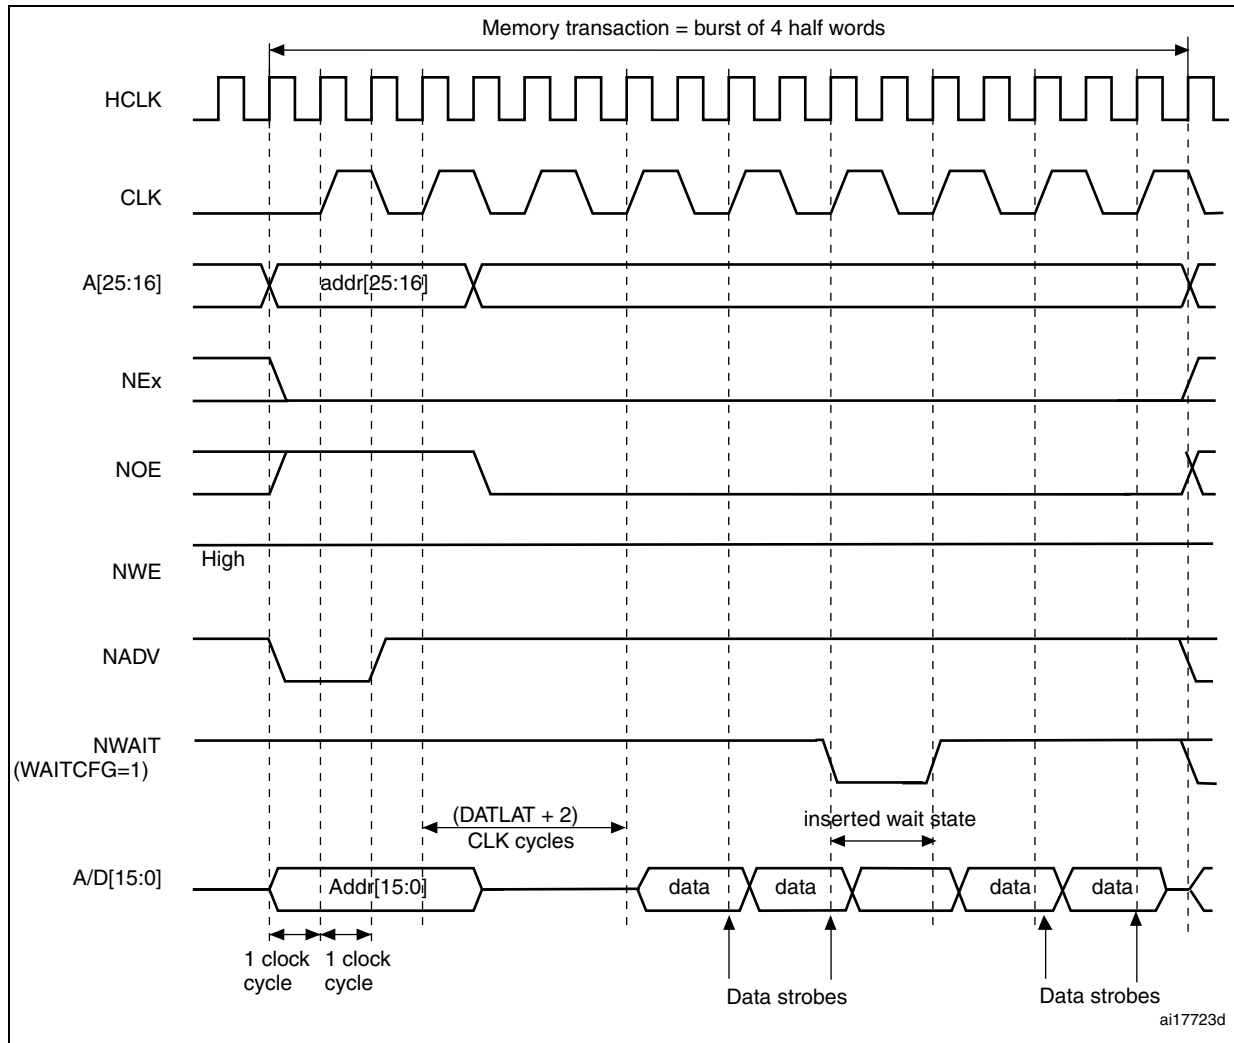 Memory transaction = burst of 4 half words
HCLK
CLK
A[25:16]
addr[25:16]
NEx
NOE
High
NWE
NADV
NWAIT
(WAITCFG=1)
(DATLAT + 2)
CLK cycles
inserted wait state
A/D[15:0]
Addr[15:0]
data
data
data
data
1 clock
cycle
1 clock
cycle
Data strobes
Data strobes
ai17723d